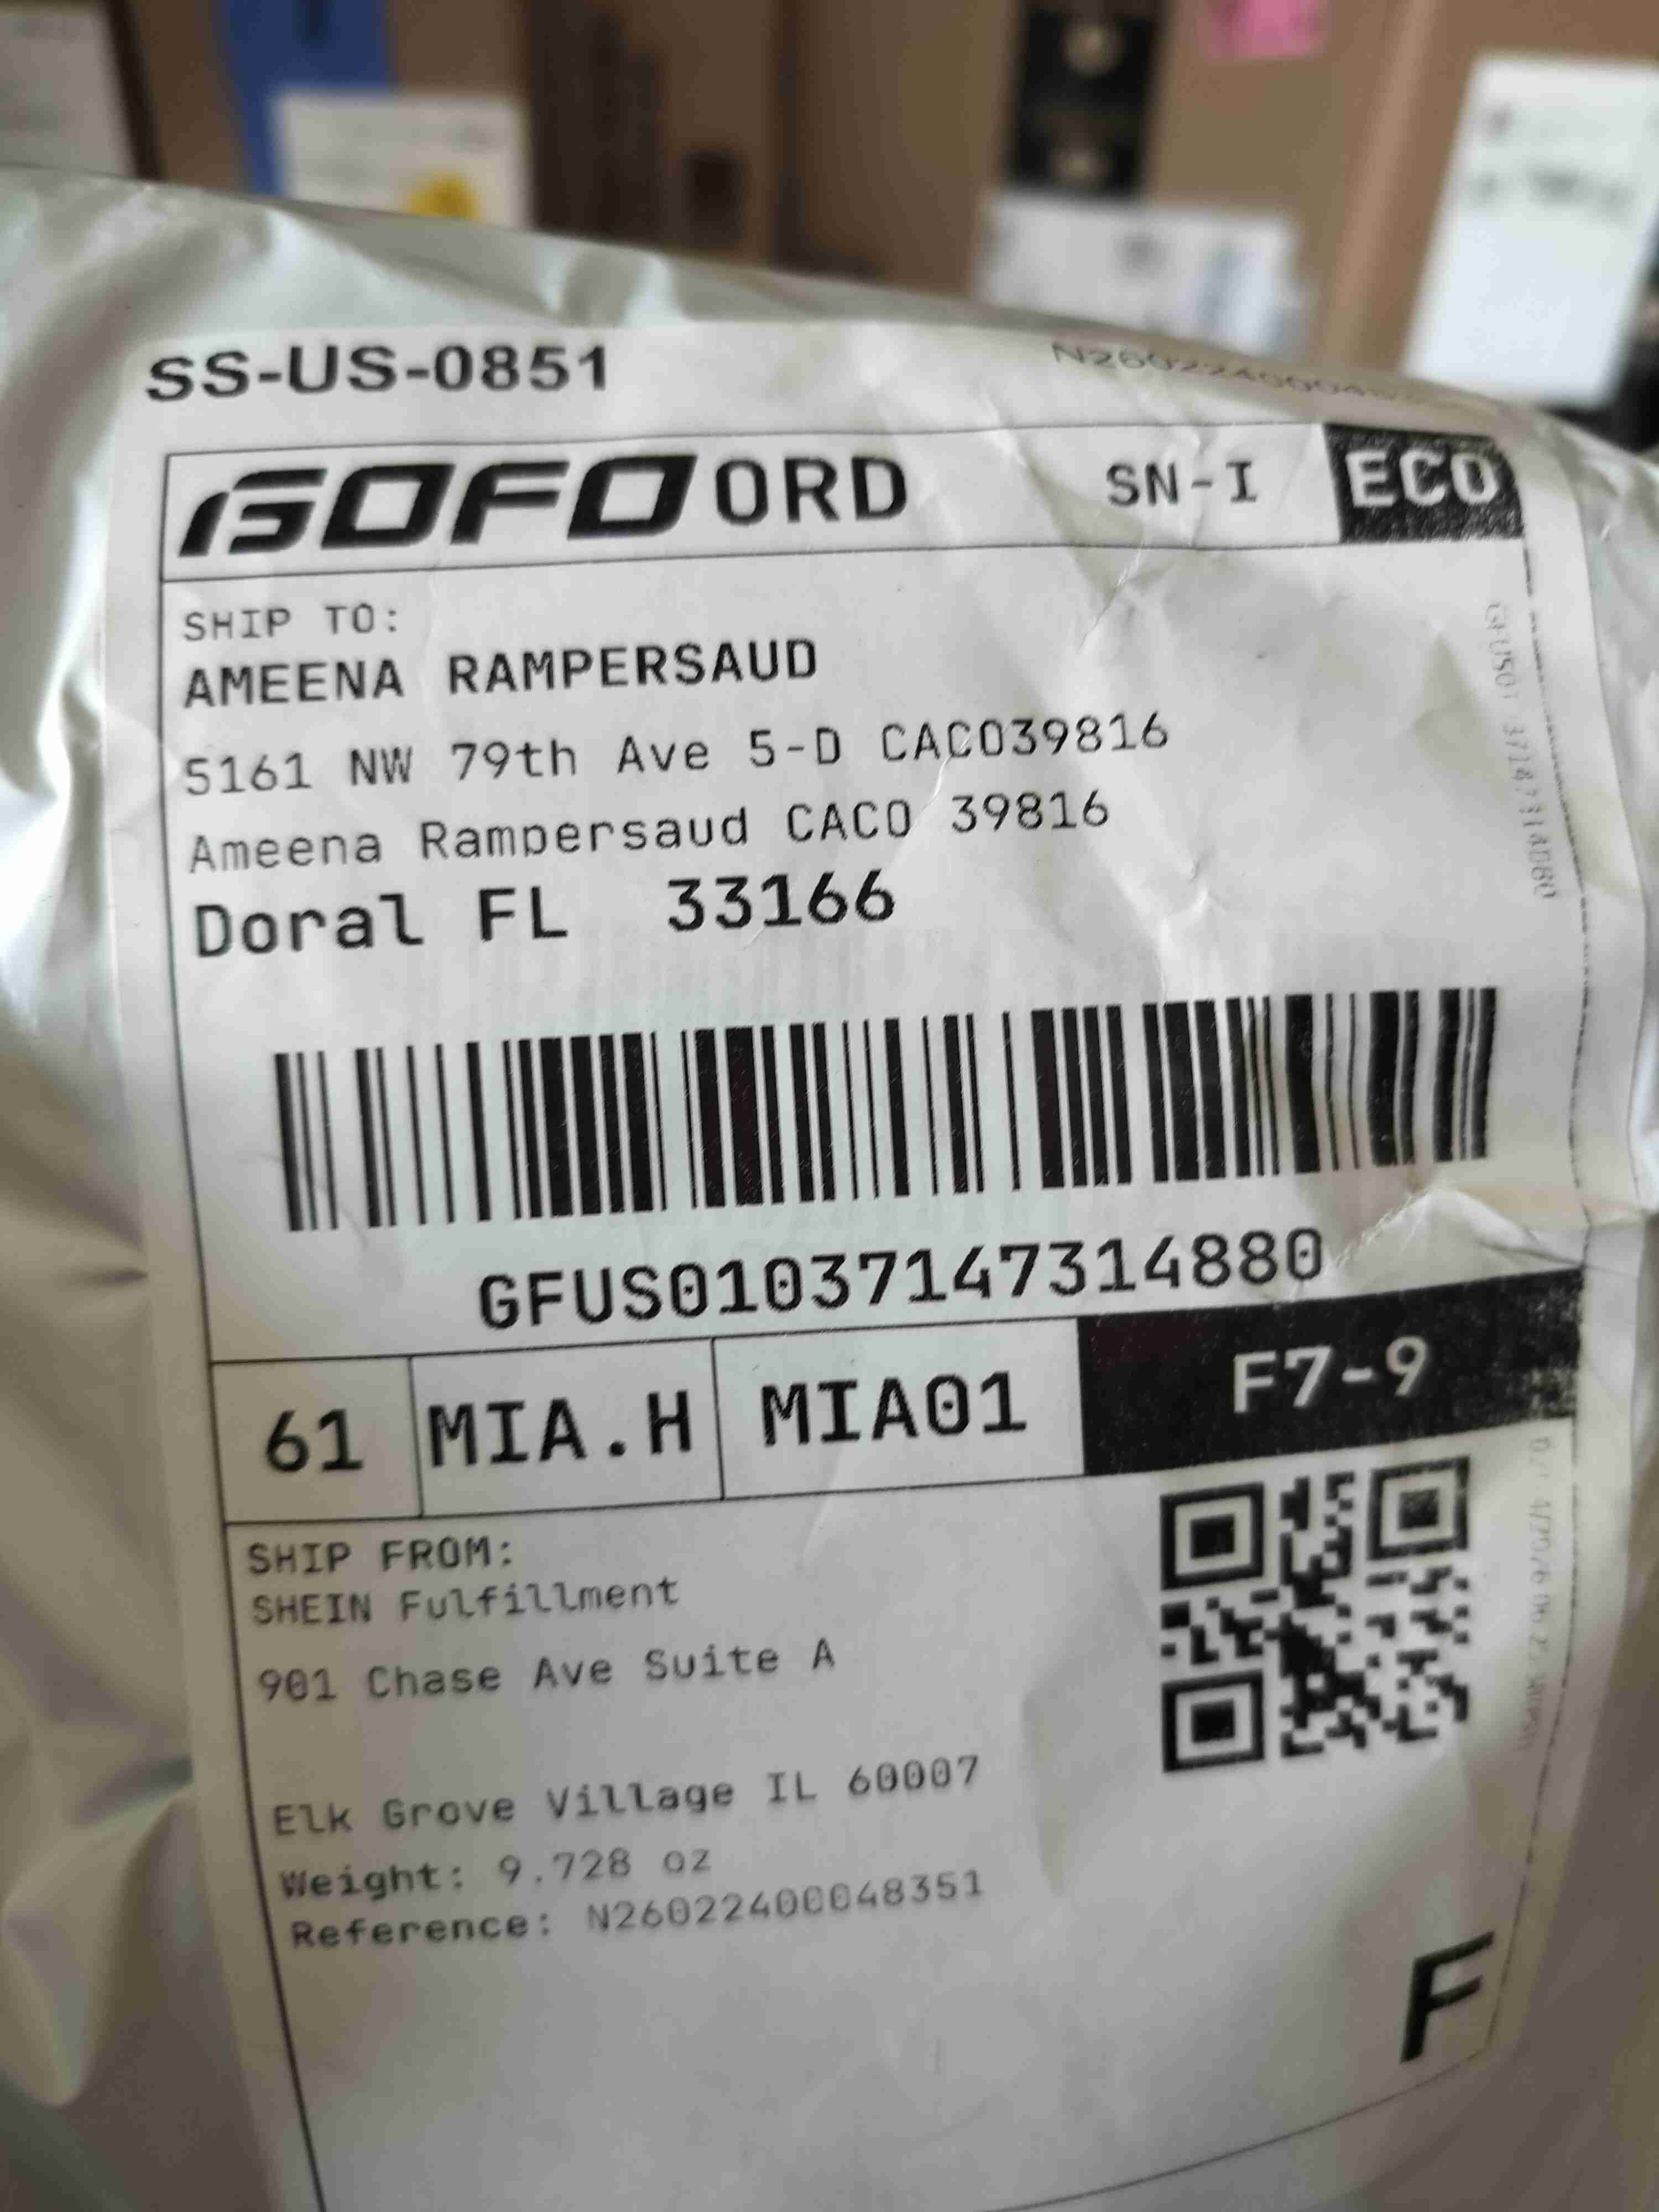 SS-US-0851
GOFO ORD SN-I ECO
SHIP TO:
AMEENA RAMPERSAUD
5161 NW 79th Ave 5-D CACO39816
Ameena Rampersaud CACO 39816
Doral FL 33166
GFUS01037147314880
61 MIA.H MIA01 F7-9
SHIP FROM:
SHEIN Fulfillment
901 Chase Ave Suite A
Elk Grove Village IL 60007
Weight: 9.728 oz
Reference: N26022400048351
F